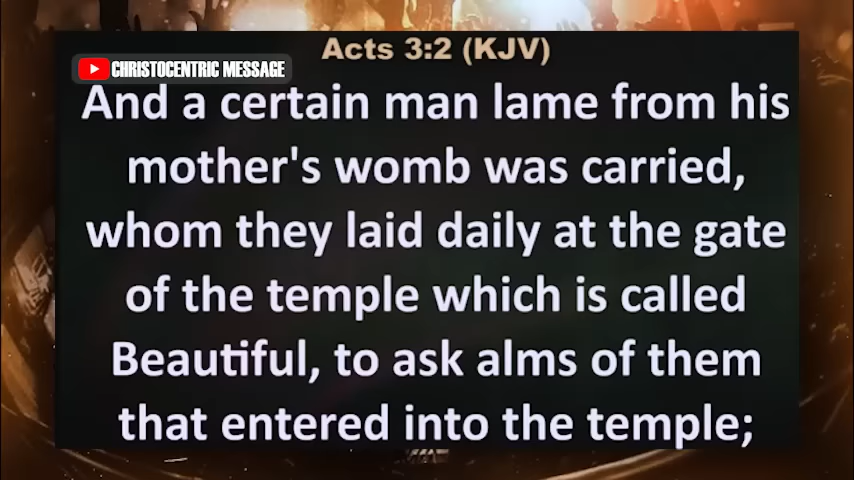 Acts 3:2 (KJV)
CHRISTOCENTRIC MESSAGE
And a certain man lame from his
mother's womb was carried,
whom they laid daily at the gate
of the temple which is called
Beautiful, to ask alms of them
that entered into the temple;